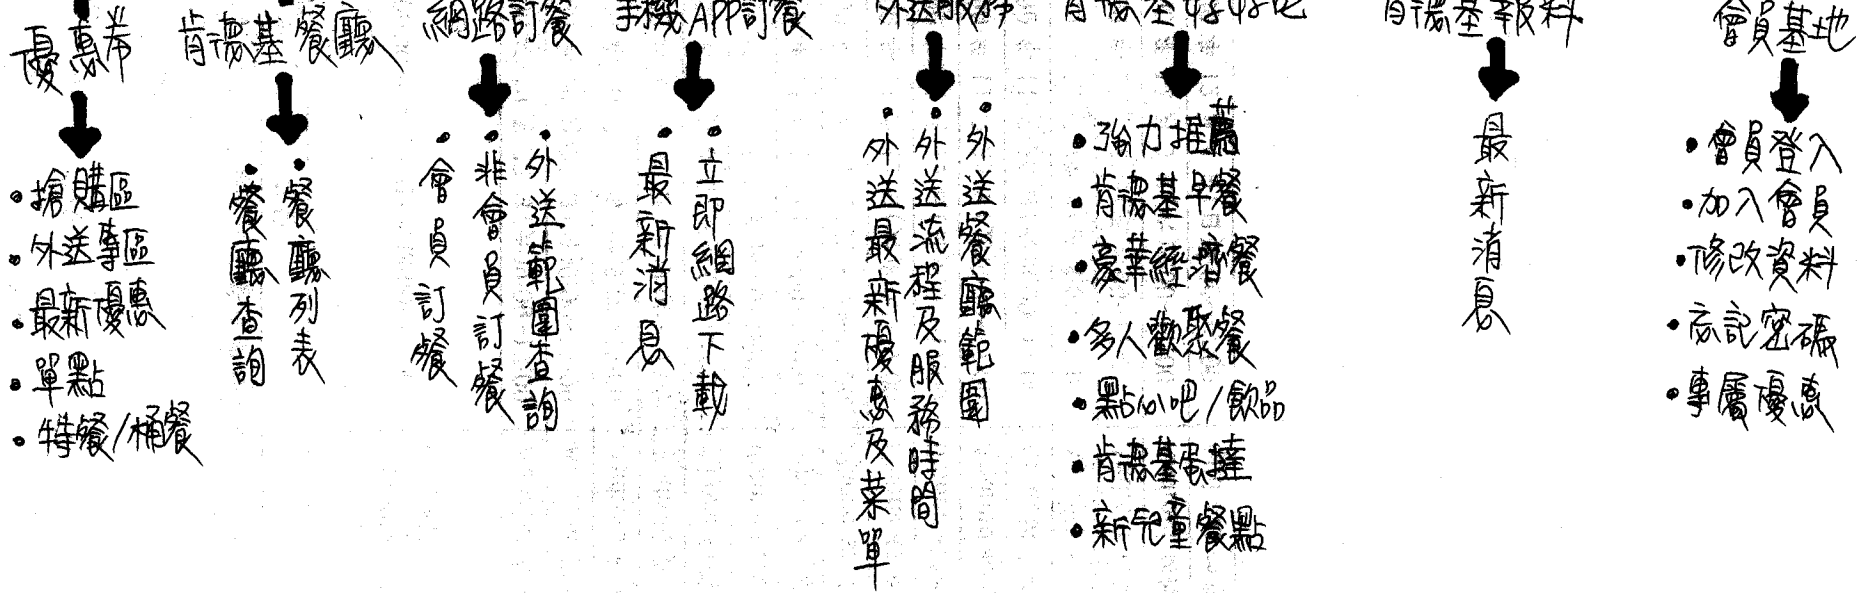 優惠券
搶購區
外送專區
最新優惠
單點
特餐/桶餐
肯德基餐廳
餐廳列表
餐廳查詢
網路訂餐
外送範圍查詢
非會員訂餐
會員訂餐
手機APP訂餐
立即網路下載
最新消息
外送服務
外送餐廳範圍
外送流程及服務時間
外送最新優惠及菜單
肯德基好好吃
強力推薦
肯德基早餐
豪華經濟餐
多人歡聚餐
點心吧/飲品
肯德基蛋撻
新兒童餐點
肯德基報料
最新消息
會員基地
會員登入
加入會員
修改資料
忘記密碼
專屬優惠